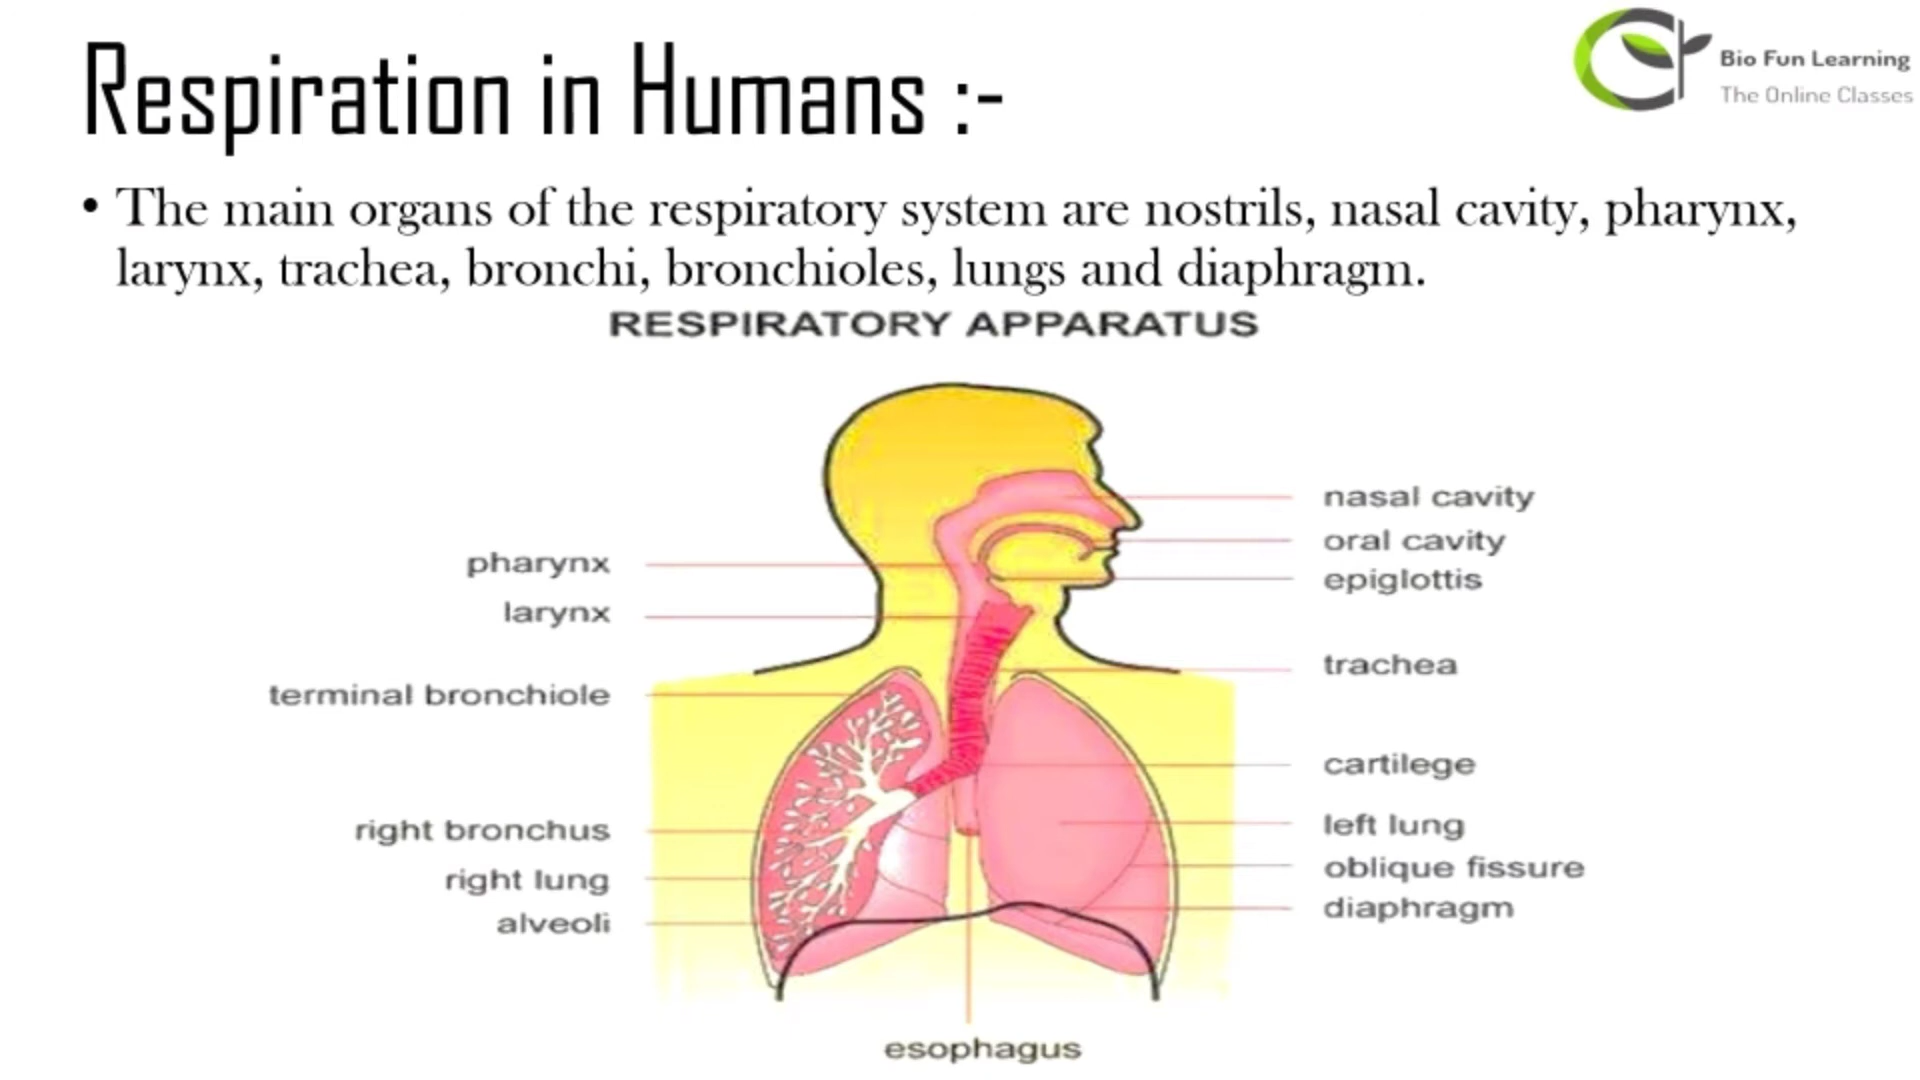 Respiration in Humans :-
Bio Fun Learning
The Online Classes
• The main organs of the respiratory system are nostrils, nasal cavity, pharynx,
larynx, trachea, bronchi, bronchioles, lungs and diaphragm.
RESPIRATORY APPARATUS
nasal cavity
oral cavity
epiglottis
pharynx
larynx
trachea
terminal bronchiole
cartilege
left lung
right bronchus
oblique fissure
right lung
diaphragm
alveoli
esophagus